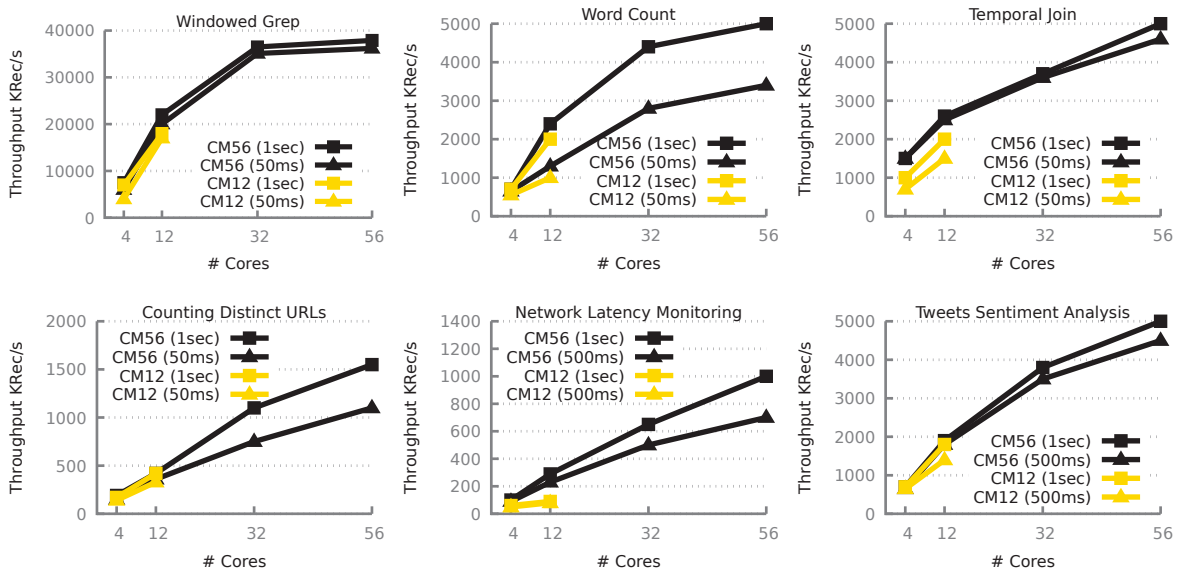 Windowed Grep
Throughput KRec/s
40000
30000
20000
10000
0
CM56 (1sec)
CM56 (50ms)
CM12 (1sec)
CM12 (50ms)
4 12 32 56
# Cores
Word Count
Throughput KRec/s
5000
4000
3000
2000
1000
0
CM56 (1sec)
CM56 (50ms)
CM12 (1sec)
CM12 (50ms)
4 12 32 56
# Cores
Temporal Join
Throughput KRec/s
5000
4000
3000
2000
1000
0
CM56 (1sec)
CM56 (50ms)
CM12 (1sec)
CM12 (50ms)
4 12 32 56
# Cores
Counting Distinct URLs
Throughput KRec/s
2000
1500
1000
500
0
CM56 (1sec)
CM56 (50ms)
CM12 (1sec)
CM12 (50ms)
4 12 32 56
# Cores
Network Latency Monitoring
Throughput KRec/s
1400
1200
1000
800
600
400
200
0
CM56 (1sec)
CM56 (500ms)
CM12 (1sec)
CM12 (500ms)
4 12 32 56
# Cores
Tweets Sentiment Analysis
Throughput KRec/s
5000
4000
3000
2000
1000
0
CM56 (1sec)
CM56 (500ms)
CM12 (1sec)
CM12 (500ms)
4 12 32 56
# Cores